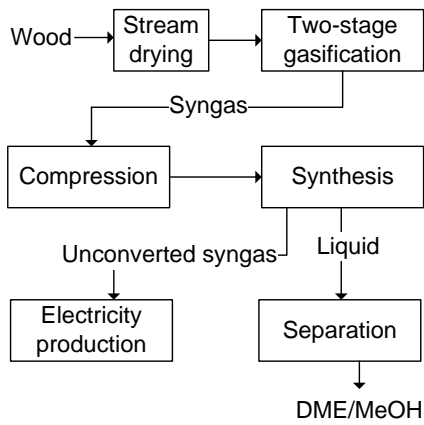 Wood
Stream
drying
Two-stage
gasification
Syngas
Compression
Synthesis
Unconverted syngas
Liquid
Electricity
production
Separation
DME/MeOH